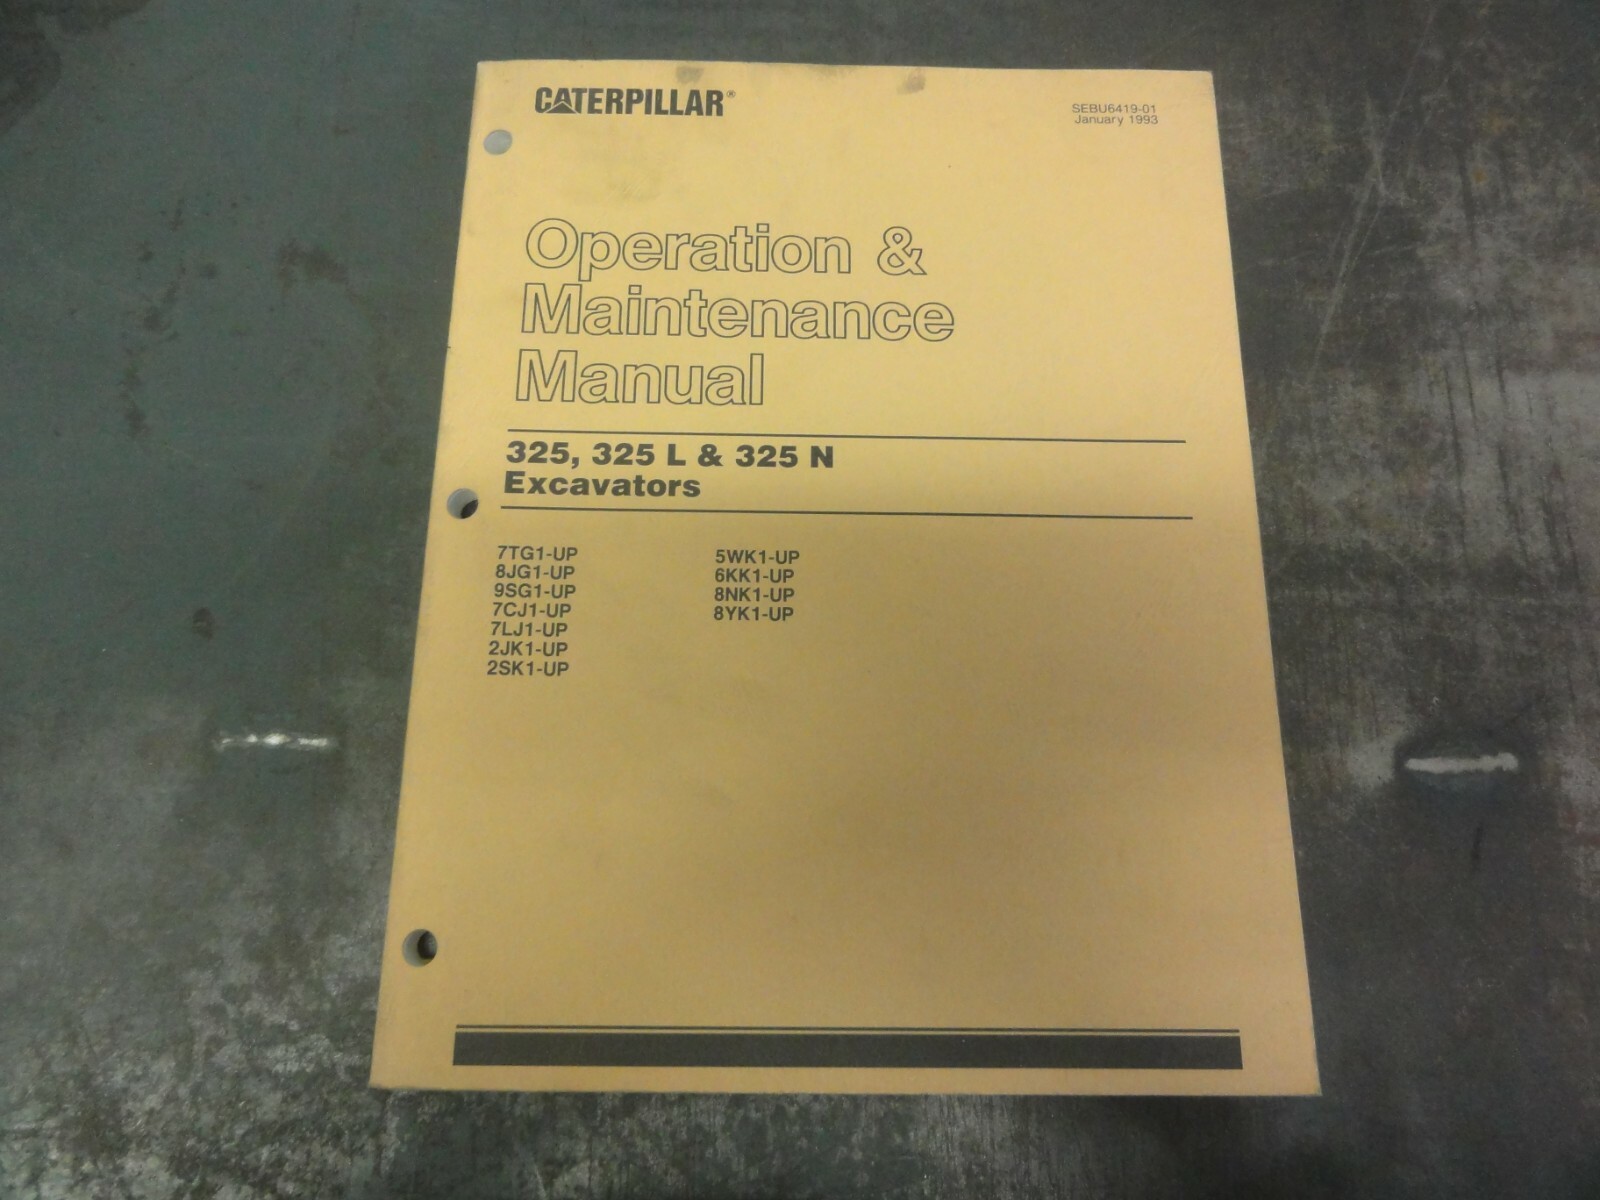 CATERPILLAR®
SEBU6419-01
January 1993
Operation &
Maintenance
Manual
325, 325 L & 325 N
Excavators
7TG1-UP
8JG1-UP
9SG1-UP
7CJ1-UP
7LJ1-UP
2JK1-UP
2SK1-UP
5WK1-UP
6KK1-UP
8NK1-UP
8YK1-UP